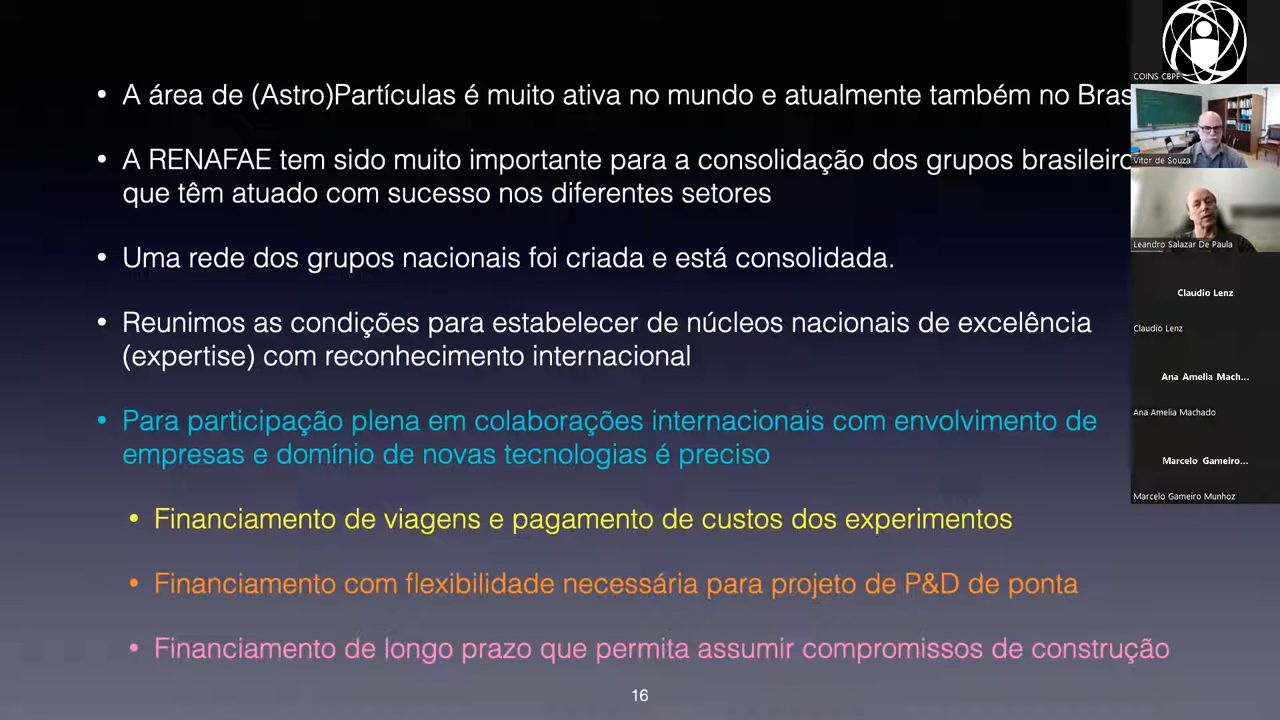 • A área de (Astro)Partículas é muito ativa no mundo e atualmente também no Bras
• A RENAFAE tem sido muito importante para a consolidação dos grupos brasileiro
que têm atuado com sucesso nos diferentes setores
• Uma rede dos grupos nacionais foi criada e está consolidada.
• Reunimos as condições para estabelecer de núcleos nacionais de excelência
(expertise) com reconhecimento internacional
• Para participação plena em colaborações internacionais com envolvimento de
empresas e domínio de novas tecnologias é preciso
• Financiamento de viagens e pagamento de custos dos experimentos
• Financiamento com flexibilidade necessária para projeto de P&D de ponta
• Financiamento de longo prazo que permita assumir compromissos de construção
16
COINS CBPF
Vitor de Souza
Leandro Salazar De Paula
Claudio Lenz
Claudio Lenz
Ana Amelia Mach...
Ana Amelia Machado
Marcelo Gameiro...
Marcelo Gameiro Munhoz